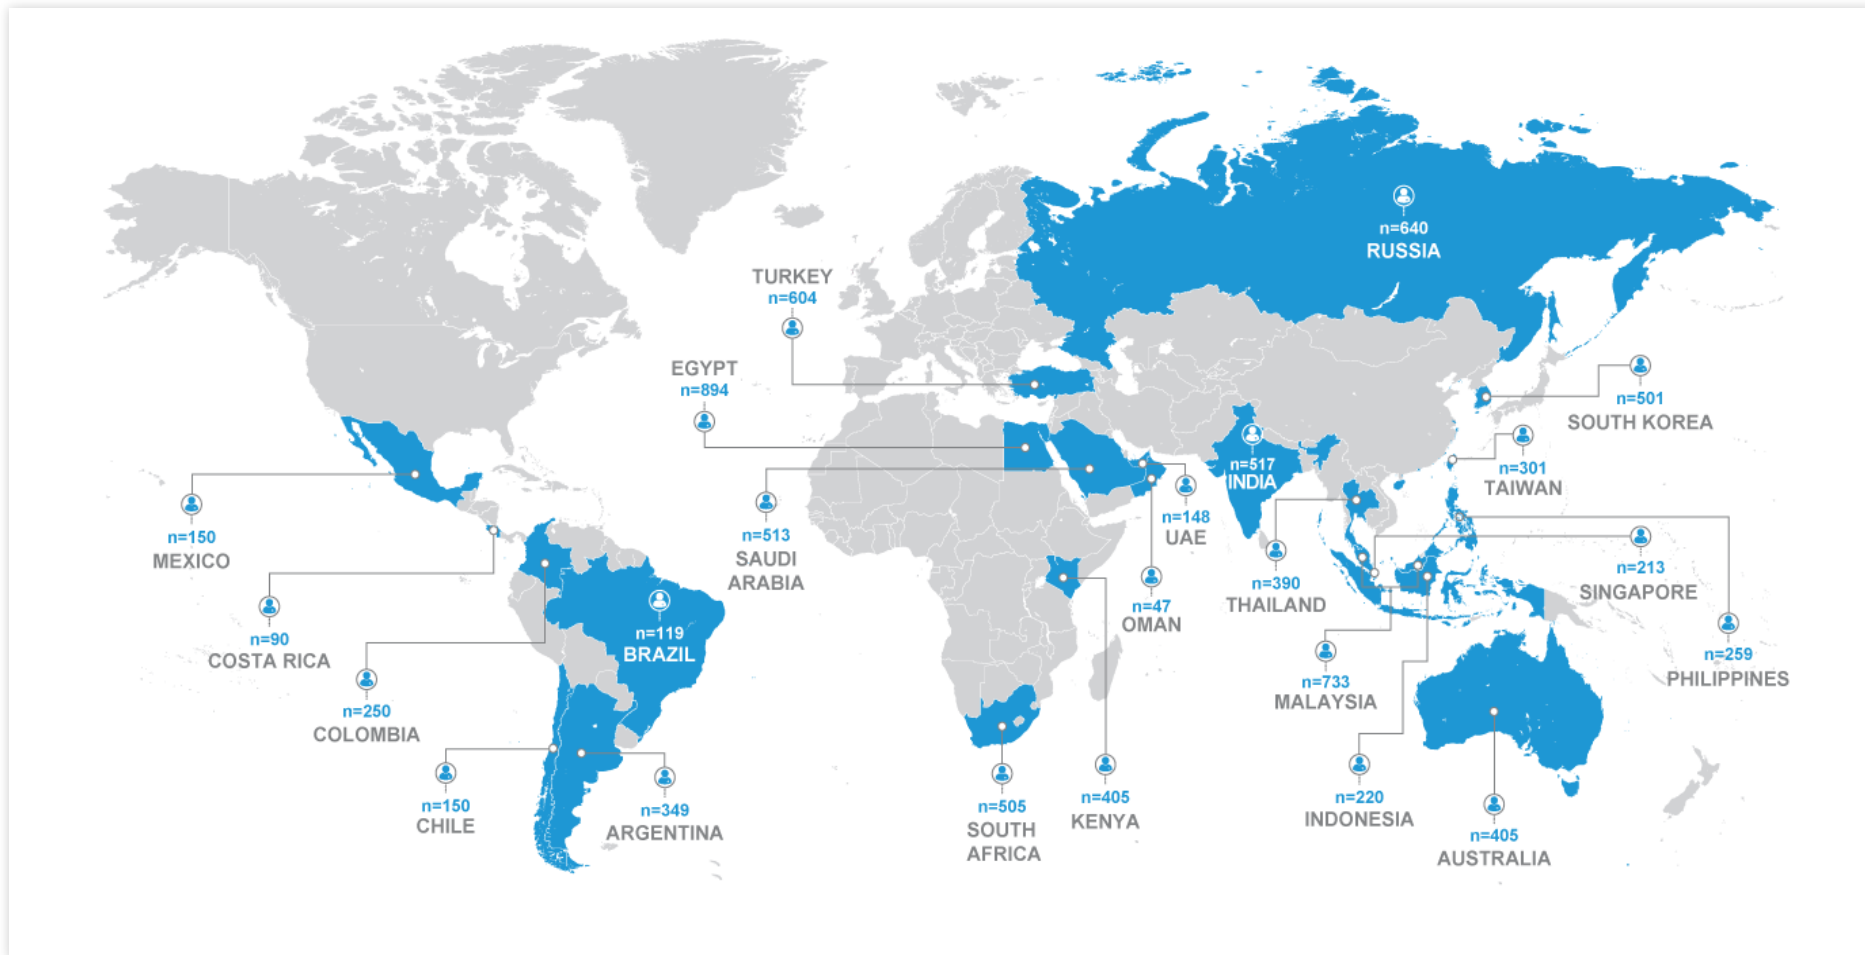 n=640
RUSSIA
TURKEY
n=604
EGYPT
n=894
n=501
SOUTH KOREA
n=301
TAIWAN
n=517
INDIA
n=150
MEXICO
n=513
SAUDI
ARABIA
n=148
UAE
n=390
THAILAND
n=213
SINGAPORE
n=47
OMAN
n=90
COSTA RICA
n=119
BRAZIL
n=259
PHILIPPINES
n=733
MALAYSIA
n=250
COLOMBIA
n=150
CHILE
n=349
ARGENTINA
n=505
SOUTH
AFRICA
n=405
KENYA
n=220
INDONESIA
n=405
AUSTRALIA